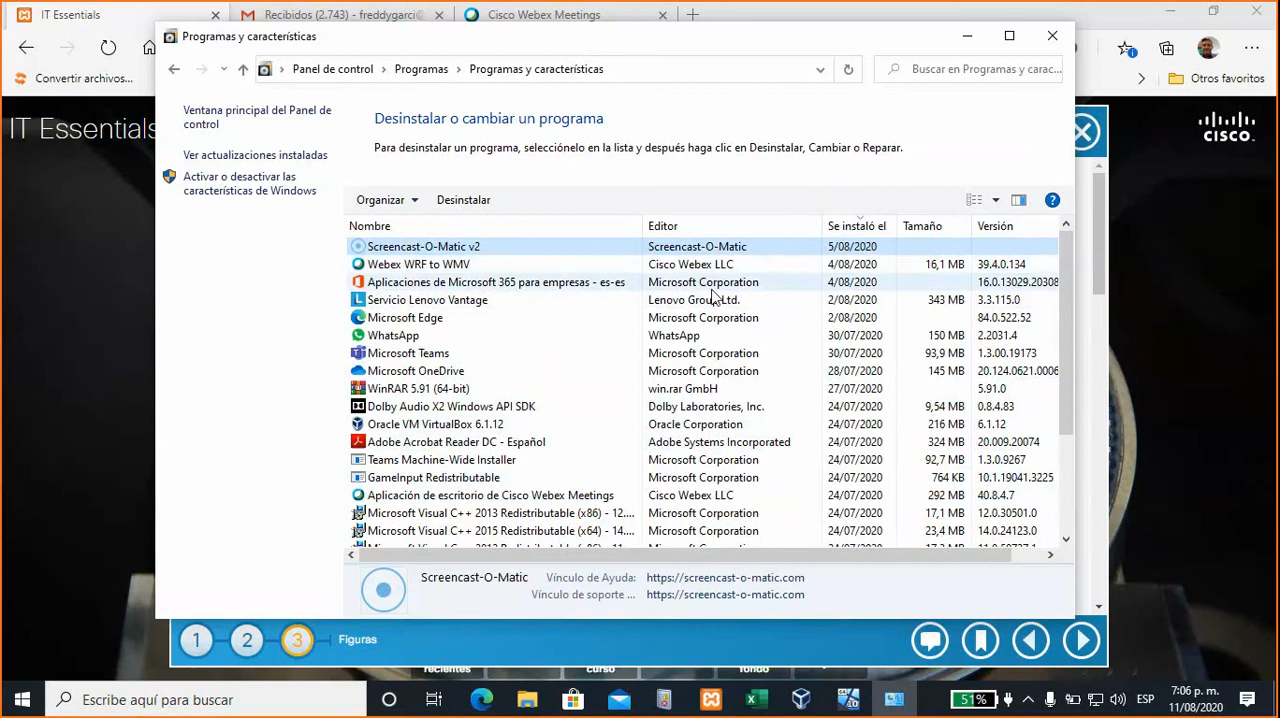 IT Essentials
Recibidos (2.743) - freddygarci
Cisco Webex Meetings
Convertir archivos...
Otros favoritos
IT Essentials
CISCO
Programas y características
Panel de control > Programas > Programas y características
Buscar en Programas y carac...
Ventana principal del Panel de
control
Ver actualizaciones instaladas
Activar o desactivar las
características de Windows
Desinstalar o cambiar un programa
Para desinstalar un programa, selecciónelo en la lista y después haga clic en Desinstalar, Cambiar o Reparar.
Organizar Desinstalar
Nombre Editor Se instaló el Tamaño Versión
Screencast-O-Matic v2 Screencast-O-Matic 5/08/2020
Webex WRF to WMV Cisco Webex LLC 4/08/2020 16,1 MB 39.4.0.134
Aplicaciones de Microsoft 365 para empresas - es-es Microsoft Corporation 4/08/2020 16.0.13029.20308
Servicio Lenovo Vantage Lenovo Group Ltd. 2/08/2020 343 MB 3.3.115.0
Microsoft Edge Microsoft Corporation 2/08/2020 84.0.522.52
WhatsApp WhatsApp 30/07/2020 150 MB 2.2031.4
Microsoft Teams Microsoft Corporation 30/07/2020 93,9 MB 1.3.00.19173
Microsoft OneDrive Microsoft Corporation 28/07/2020 145 MB 20.124.0621.0006
WinRAR 5.91 (64-bit) win.rar GmbH 27/07/2020 5.91.0
Dolby Audio X2 Windows API SDK Dolby Laboratories, Inc. 24/07/2020 9,54 MB 0.8.4.83
Oracle VM VirtualBox 6.1.12 Oracle Corporation 24/07/2020 216 MB 6.1.12
Adobe Acrobat Reader DC - Español Adobe Systems Incorporated 24/07/2020 324 MB 20.009.20074
Teams Machine-Wide Installer Microsoft Corporation 24/07/2020 92,7 MB 1.3.0.9267
GameInput Redistributable Microsoft Corporation 24/07/2020 764 KB 10.1.19041.3225
Aplicación de escritorio de Cisco Webex Meetings Cisco Webex LLC 24/07/2020 292 MB 40.8.4.7
Microsoft Visual C++ 2013 Redistributable (x86) - 12.... Microsoft Corporation 24/07/2020 17,1 MB 12.0.30501.0
Microsoft Visual C++ 2015 Redistributable (x64) - 14.... Microsoft Corporation 24/07/2020 23,4 MB 14.0.24123.0
Screencast-O-Matic Vínculo de Ayuda: https://screencast-o-matic.com
Vínculo de soporte ... https://screencast-o-matic.com
1 2 3 Figuras
recientes curso fondo
Escribe aquí para buscar
51%
ESP
7:06 p. m.
11/08/2020